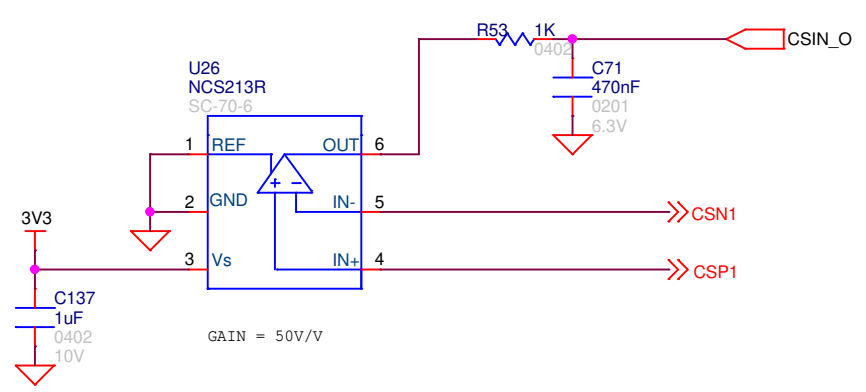 R53 1K
0402
CSIN_O
C71
470nF
0201
6.3V
U26
NCS213R
SC-70-6
1 REF OUT 6
+ −
2 GND IN- 5
CSN1
3V3
3 Vs IN+ 4
CSP1
C137
1uF
0402
10V
GAIN = 50V/V